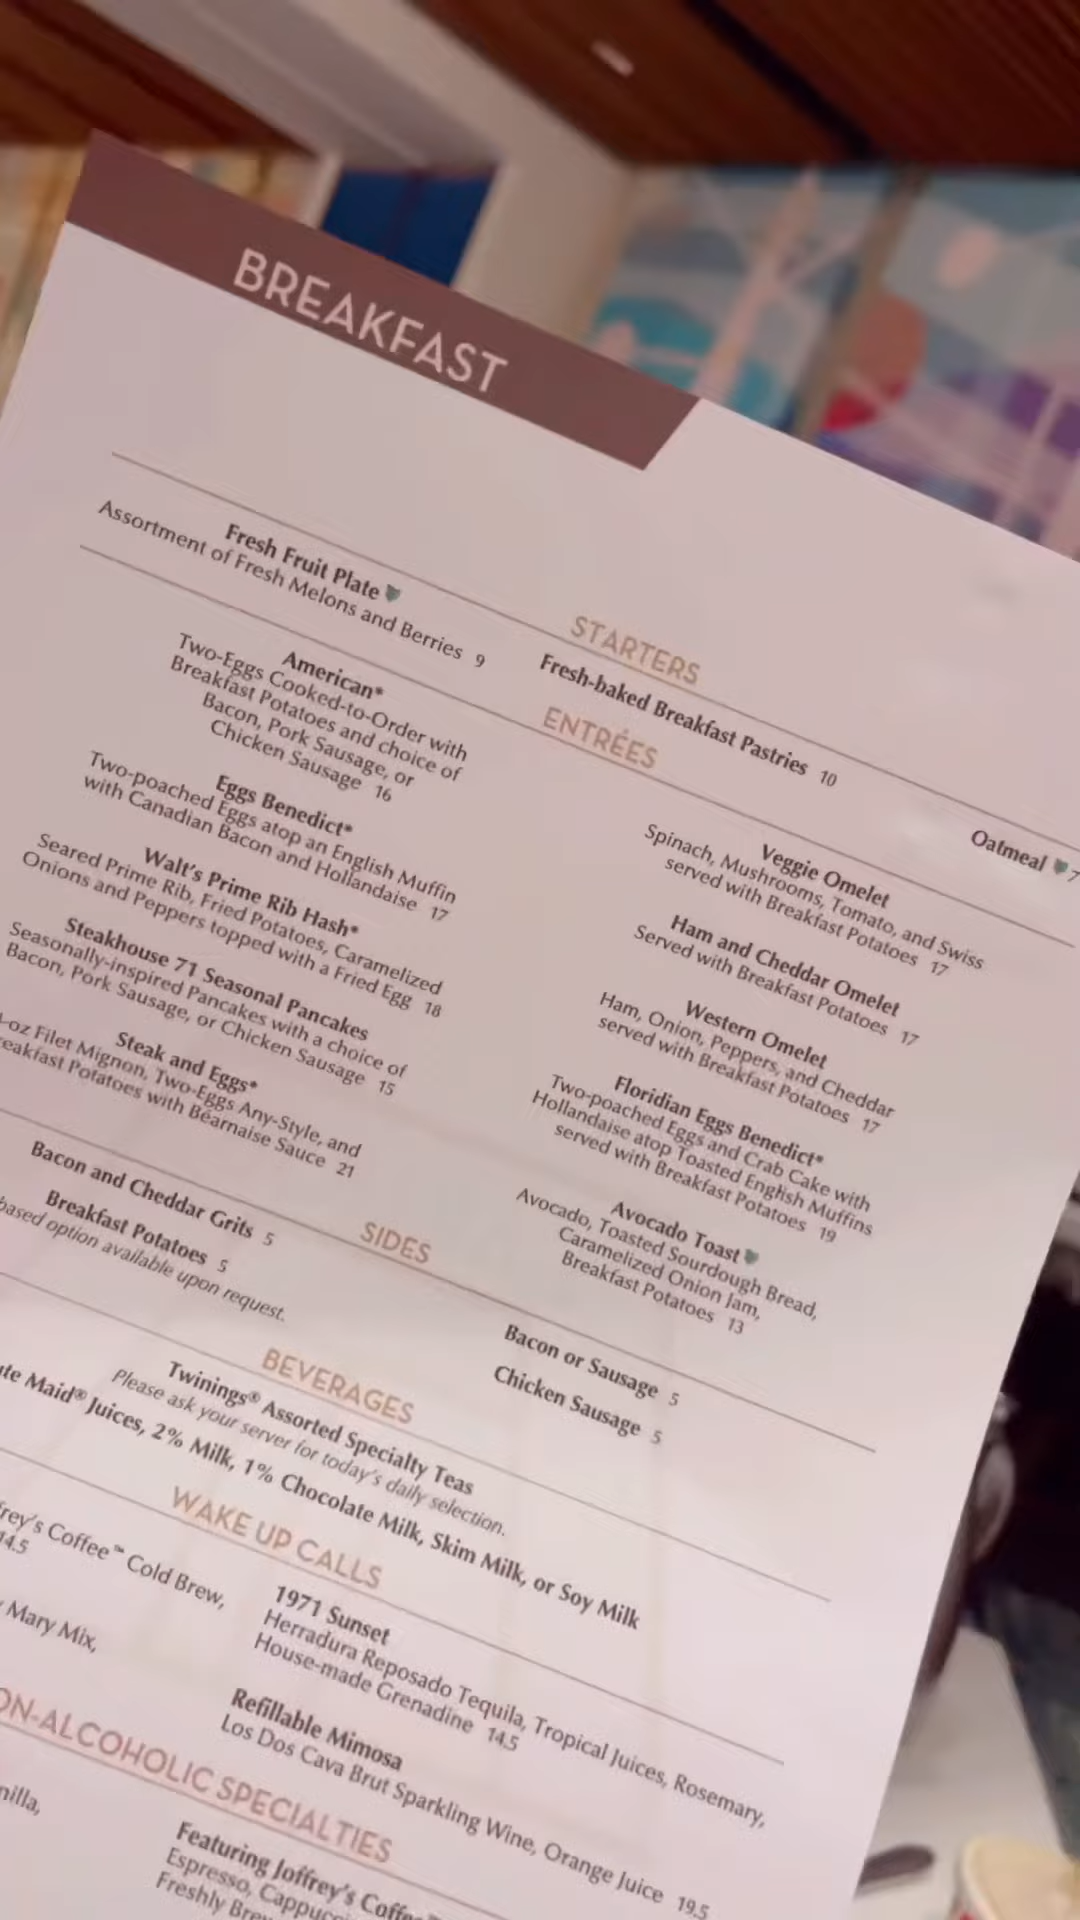 BREAKFAST
STARTERS
Fresh Fruit Plate
Assortment of Fresh Melons and Berries 9
Fresh-baked Breakfast Pastries 10
Oatmeal 7
ENTRÉES
American*
Two-Eggs Cooked-to-Order with
Breakfast Potatoes and choice of
Bacon, Pork Sausage, or
Chicken Sausage 16
Eggs Benedict*
Two-poached Eggs atop an English Muffin
with Canadian Bacon and Hollandaise 17
Walt's Prime Rib Hash*
Seared Prime Rib, Fried Potatoes, Caramelized
Onions and Peppers topped with a Fried Egg 18
Steakhouse 71 Seasonal Pancakes
Seasonally-inspired Pancakes with a choice of
Bacon, Pork Sausage, or Chicken Sausage 15
Steak and Eggs*
-oz Filet Mignon, Two-Eggs Any-Style, and
eakfast Potatoes with Béarnaise Sauce 21
Veggie Omelet
Spinach, Mushrooms, Tomato, and Swiss
served with Breakfast Potatoes 17
Ham and Cheddar Omelet
Served with Breakfast Potatoes 17
Western Omelet
Ham, Onion, Peppers, and Cheddar
served with Breakfast Potatoes 17
Floridian Eggs Benedict*
Two-poached Eggs and Crab Cake with
Hollandaise atop Toasted English Muffins
served with Breakfast Potatoes 19
Avocado Toast
Avocado, Toasted Sourdough Bread,
Caramelized Onion Jam,
Breakfast Potatoes 13
SIDES
Bacon and Cheddar Grits 5
Breakfast Potatoes 5
based option available upon request.
Bacon or Sausage 5
Chicken Sausage 5
BEVERAGES
Twinings® Assorted Specialty Teas
Please ask your server for today's daily selection.
ute Maid® Juices, 2% Milk, 1% Chocolate Milk, Skim Milk, or Soy Milk
WAKE UP CALLS
frey's Coffee™ Cold Brew,
14.5
Mary Mix,
1971 Sunset
Herradura Reposado Tequila, Tropical Juices, Rosemary,
House-made Grenadine 14.5
Refillable Mimosa
Los Dos Cava Brut Sparkling Wine, Orange Juice 19.5
ON-ALCOHOLIC SPECIALTIES
nilla,
Featuring Joffrey's Coffee
Espresso, Cappucci
Freshly Brew